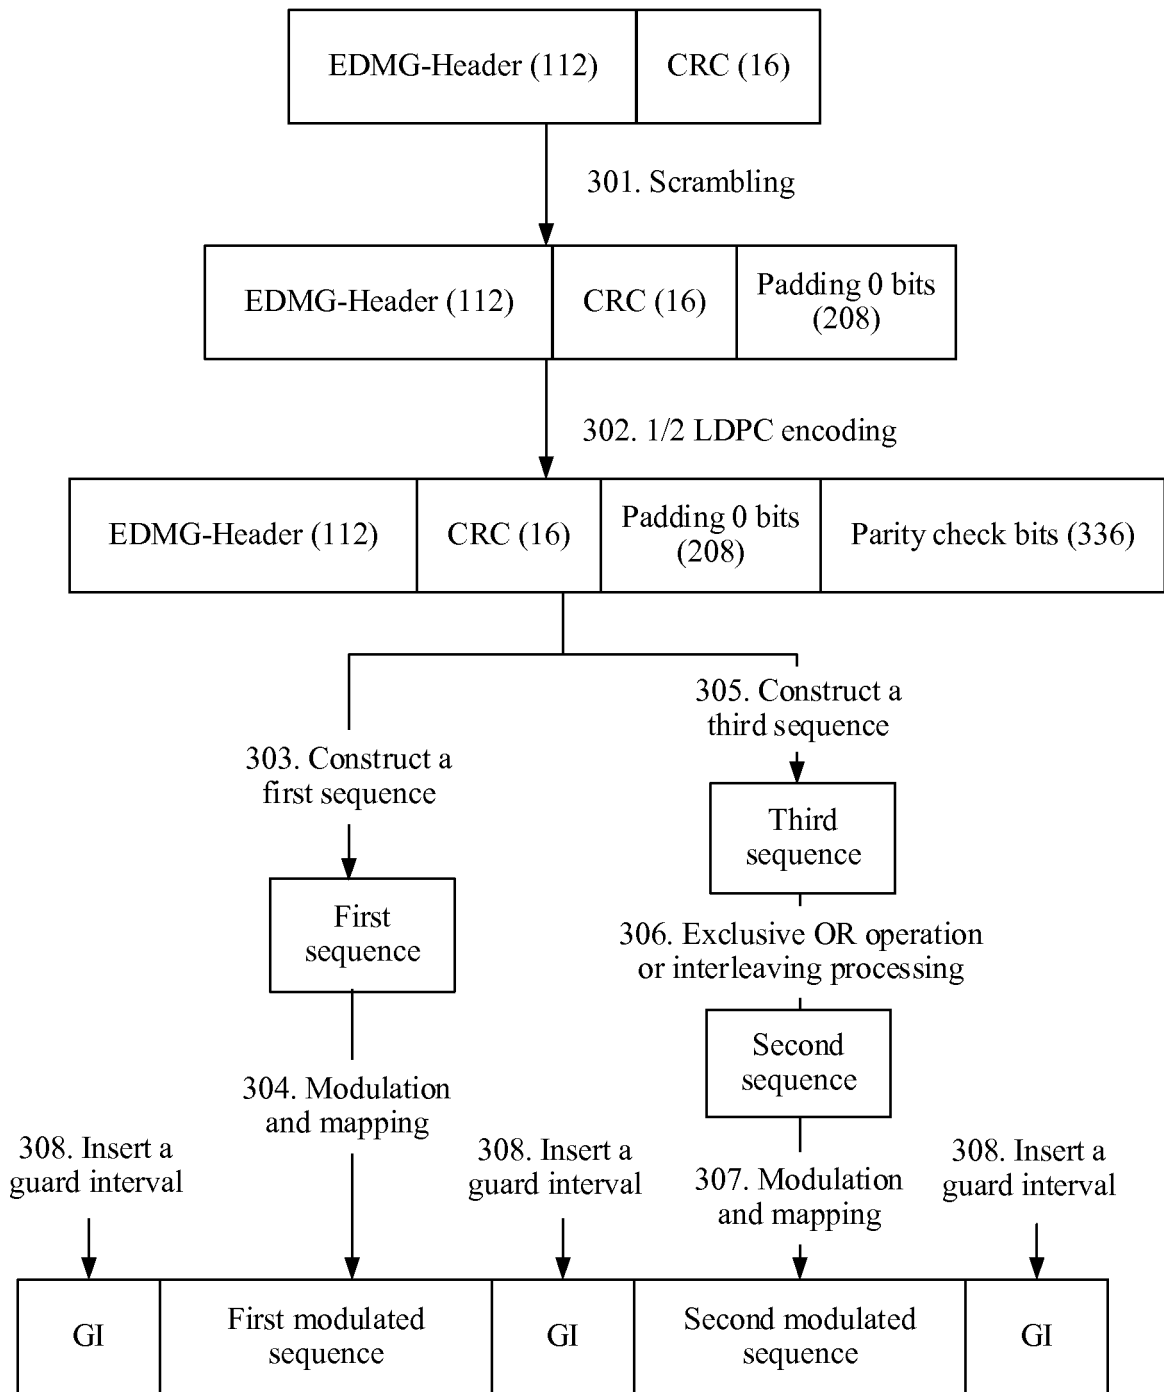 EDMG-Header (112)
CRC (16)
301. Scrambling
EDMG-Header (112)
CRC (16)
Padding 0 bits
(208)
302. 1/2 LDPC encoding
EDMG-Header (112)
CRC (16)
Padding 0 bits
(208)
Parity check bits (336)
303. Construct a
first sequence
305. Construct a
third sequence
First
sequence
Third
sequence
306. Exclusive OR operation
or interleaving processing
Second
sequence
304. Modulation
and mapping
307. Modulation
and mapping
308. Insert a
guard interval
308. Insert a
guard interval
308. Insert a
guard interval
GI
First modulated
sequence
GI
Second modulated
sequence
GI